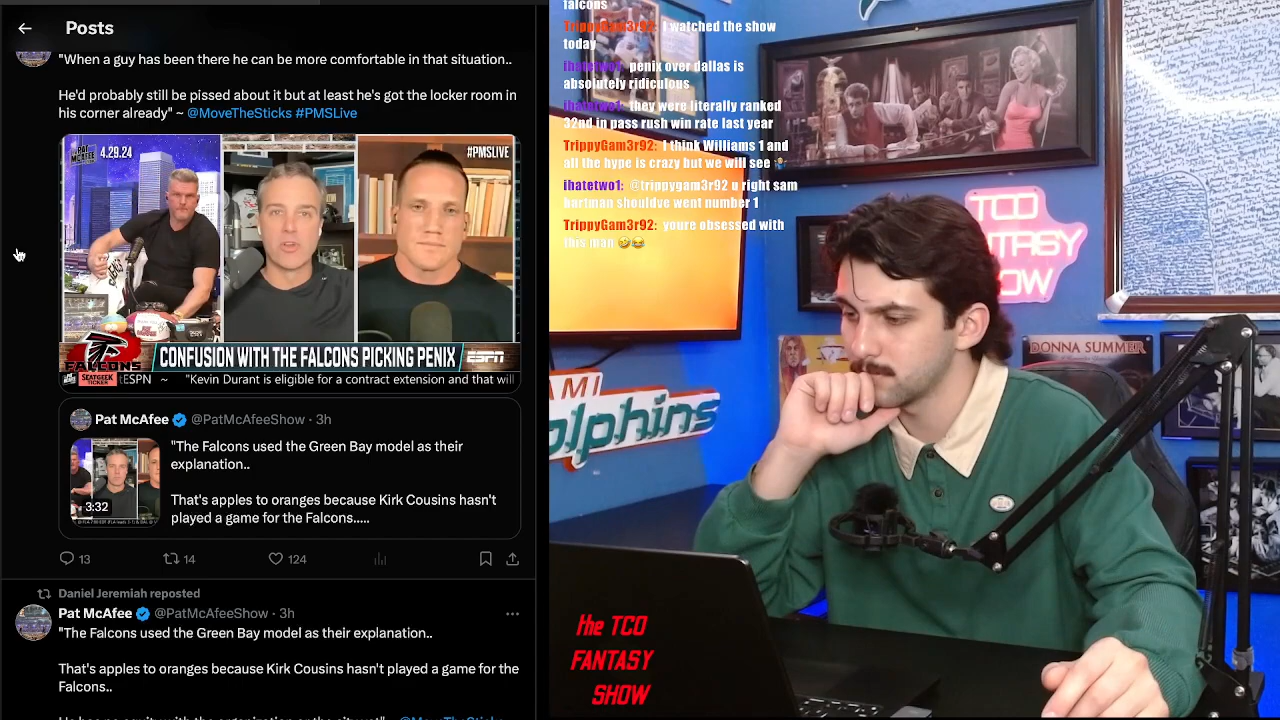 Posts
"When a guy has been there he can be more comfortable in that situation..
He'd probably still be pissed about it but at least he's got the locker room in
his corner already" ~ @MoveTheSticks #PMSLive
PAT MCAFEE
4.29.24
#PMSLIVE
FALCONS
SEATGEEK
TICKER
CONFUSION WITH THE FALCONS PICKING PENIX
ESPN
ESPN ~ "Kevin Durant is eligible for a contract extension and that will
Pat McAfee @PatMcAfeeShow · 3h
"The Falcons used the Green Bay model as their
explanation..
That's apples to oranges because Kirk Cousins hasn't
played a game for the Falcons.....
3:32
13
14
124
Daniel Jeremiah reposted
Pat McAfee @PatMcAfeeShow · 3h
"The Falcons used the Green Bay model as their explanation..
That's apples to oranges because Kirk Cousins hasn't played a game for the
Falcons..
falcons
TrippyGam3r92: I watched the show
today
ihatetwo1: penix over dallas is
absolutely ridiculous
ihatetwo1: they were literally ranked
32nd in pass rush win rate last year
TrippyGam3r92: I think Williams 1 and
all the hype is crazy but we will see
ihatetwo1: @trippygam3r92 u right sam
hartman shouldve went number 1
TrippyGam3r92: youre obsessed with
this man
TCO
FANTASY
SHOW
DONNA SUMMER
AMI
Dolphins
the TCO
FANTASY
SHOW